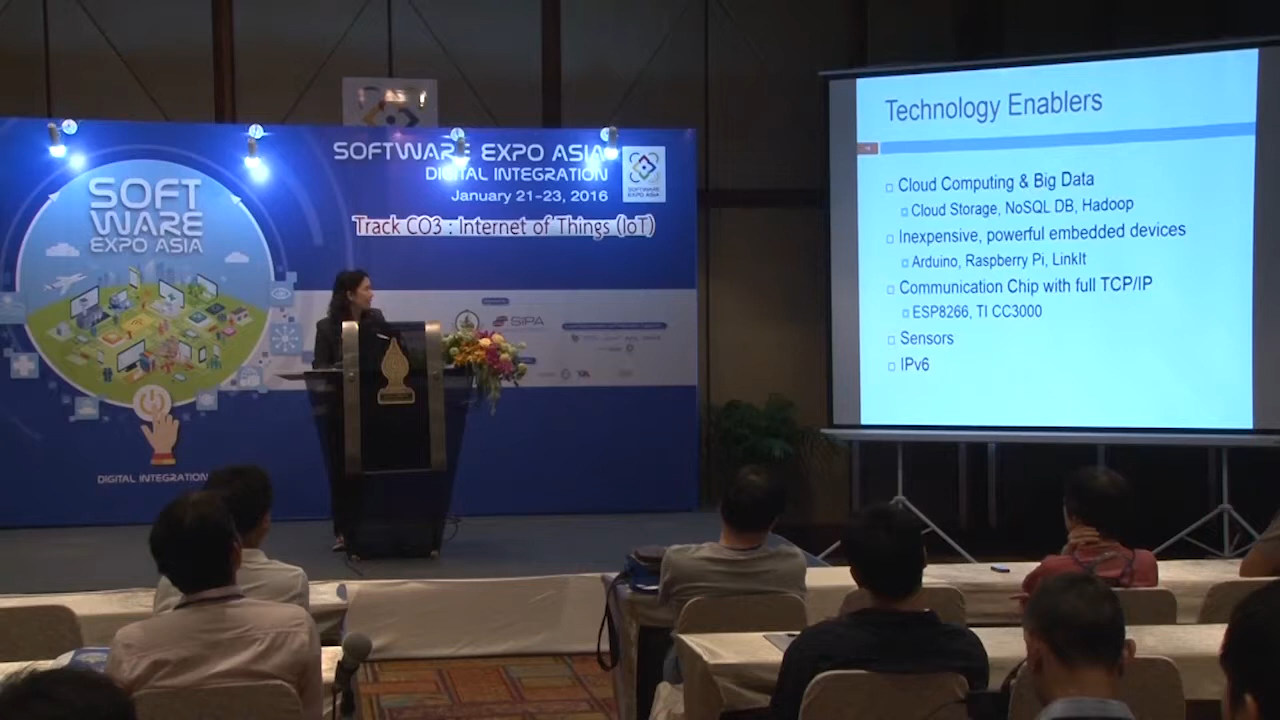 SOFT
WARE
EXPO ASIA
DIGITAL INTEGRATION
SOFTWARE EXPO ASIA
DIGITAL INTEGRATION
January 21-23, 2016
Track CO3 : Internet of Things (IoT)
SOFTWARE
EXPO ASIA
SIPA
Technology Enablers
Cloud Computing & Big Data
Cloud Storage, NoSQL DB, Hadoop
Inexpensive, powerful embedded devices
Arduino, Raspberry Pi, LinkIt
Communication Chip with full TCP/IP
ESP8266, TI CC3000
Sensors
IPv6